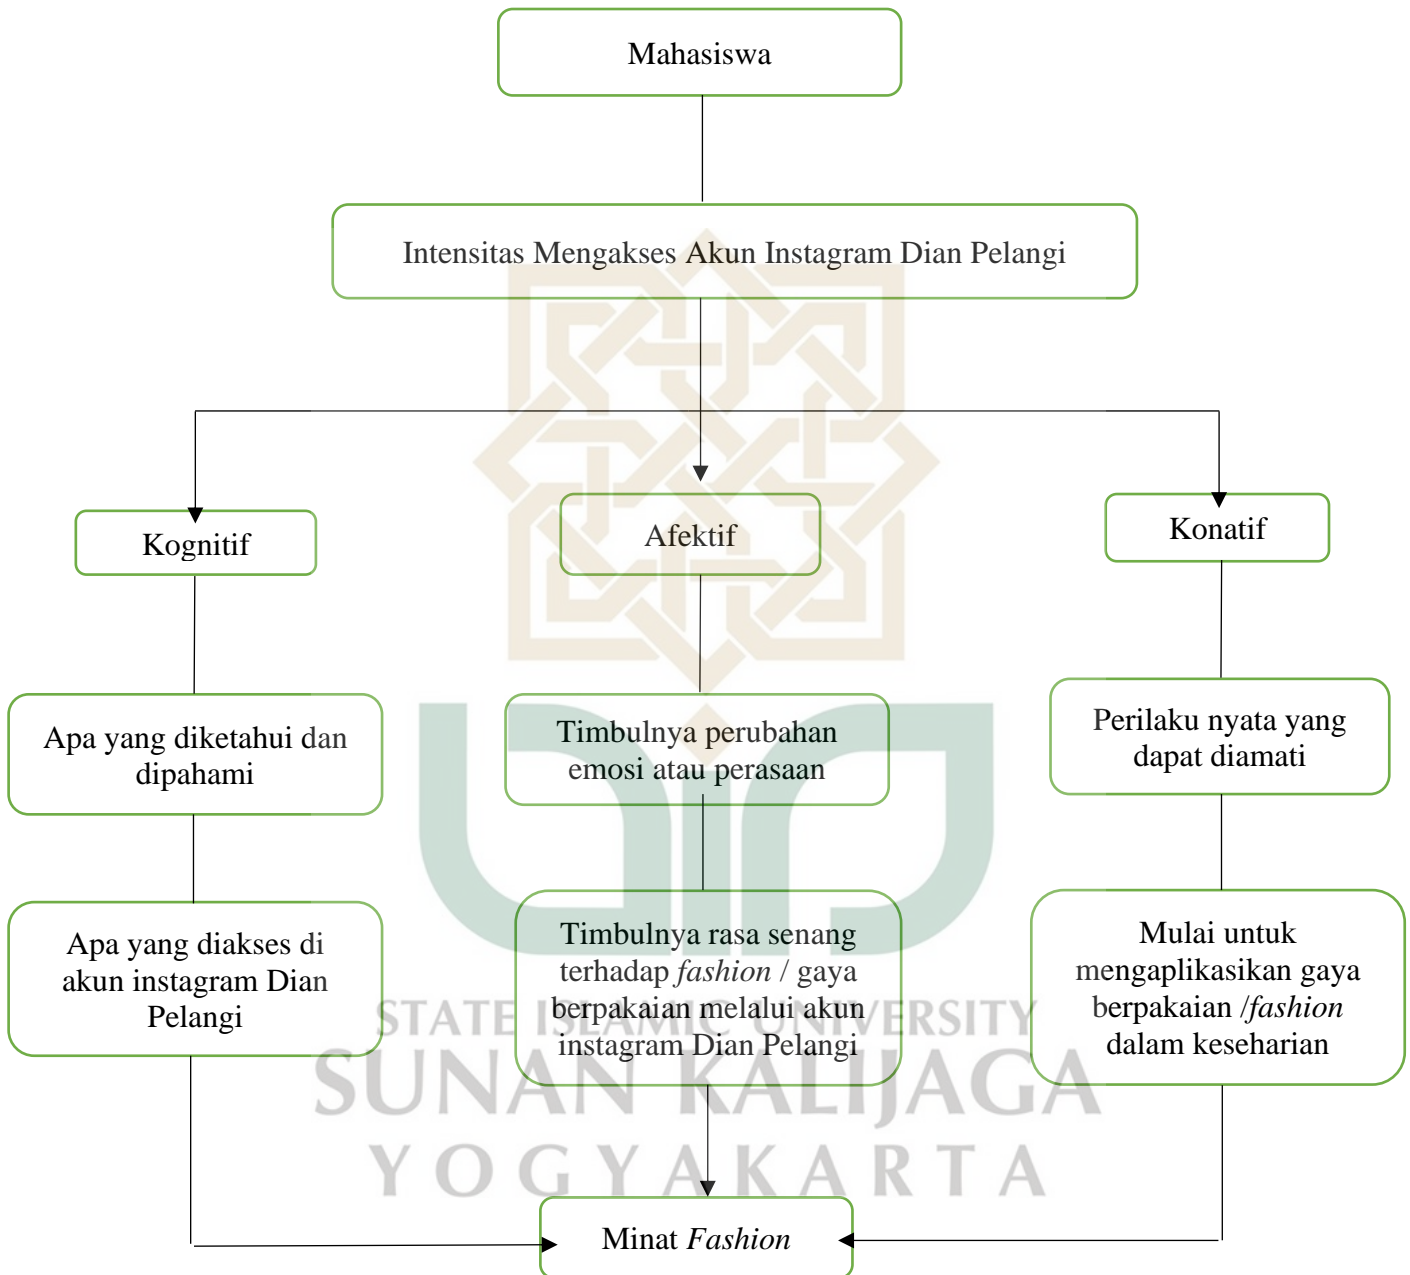 Mahasiswa
Intensitas Mengakses Akun Instagram Dian Pelangi
Kognitif
Afektif
Konatif
Apa yang diketahui dan
dipahami
Timbulnya perubahan
emosi atau perasaan
Perilaku nyata yang
dapat diamati
Apa yang diakses di
akun instagram Dian
Pelangi
Timbulnya rasa senang
terhadap fashion / gaya
berpakaian melalui akun
instagram Dian Pelangi
Mulai untuk
mengaplikasikan gaya
berpakaian /fashion
dalam keseharian
STATE ISLAMIC UNIVERSITY
SUNAN KALIJAGA
YOGYAKARTA
Minat Fashion